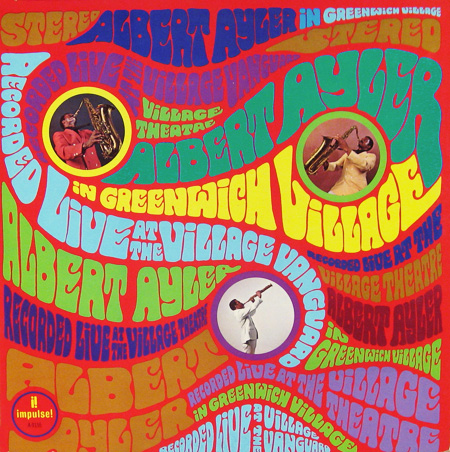 STEREO ALBERT AYLER IN GREENWICH VILLAGE
STEREO
RECORDED LIVE AT THE VILLAGE VANGUARD
VILLAGE
THEATRE
ALBERT AYLER
IN GREENWICH VILLAGE
RECORDED LIVE AT THE VILLAGE VANGUARD
ALBERT AYLER
RECORDED LIVE AT THE VILLAGE THEATRE
RECORDED LIVE AT THE
VILLAGE THEATRE
ALBERT AYLER
IN
GREENWICH VILLAGE
ALBERT
AYLER
RECORDED LIVE AT THE VILLAGE
THEATRE
IN GREENWICH VILLAGE
RECORDED LIVE AT THE VILLAGE VANGUARD
impulse!